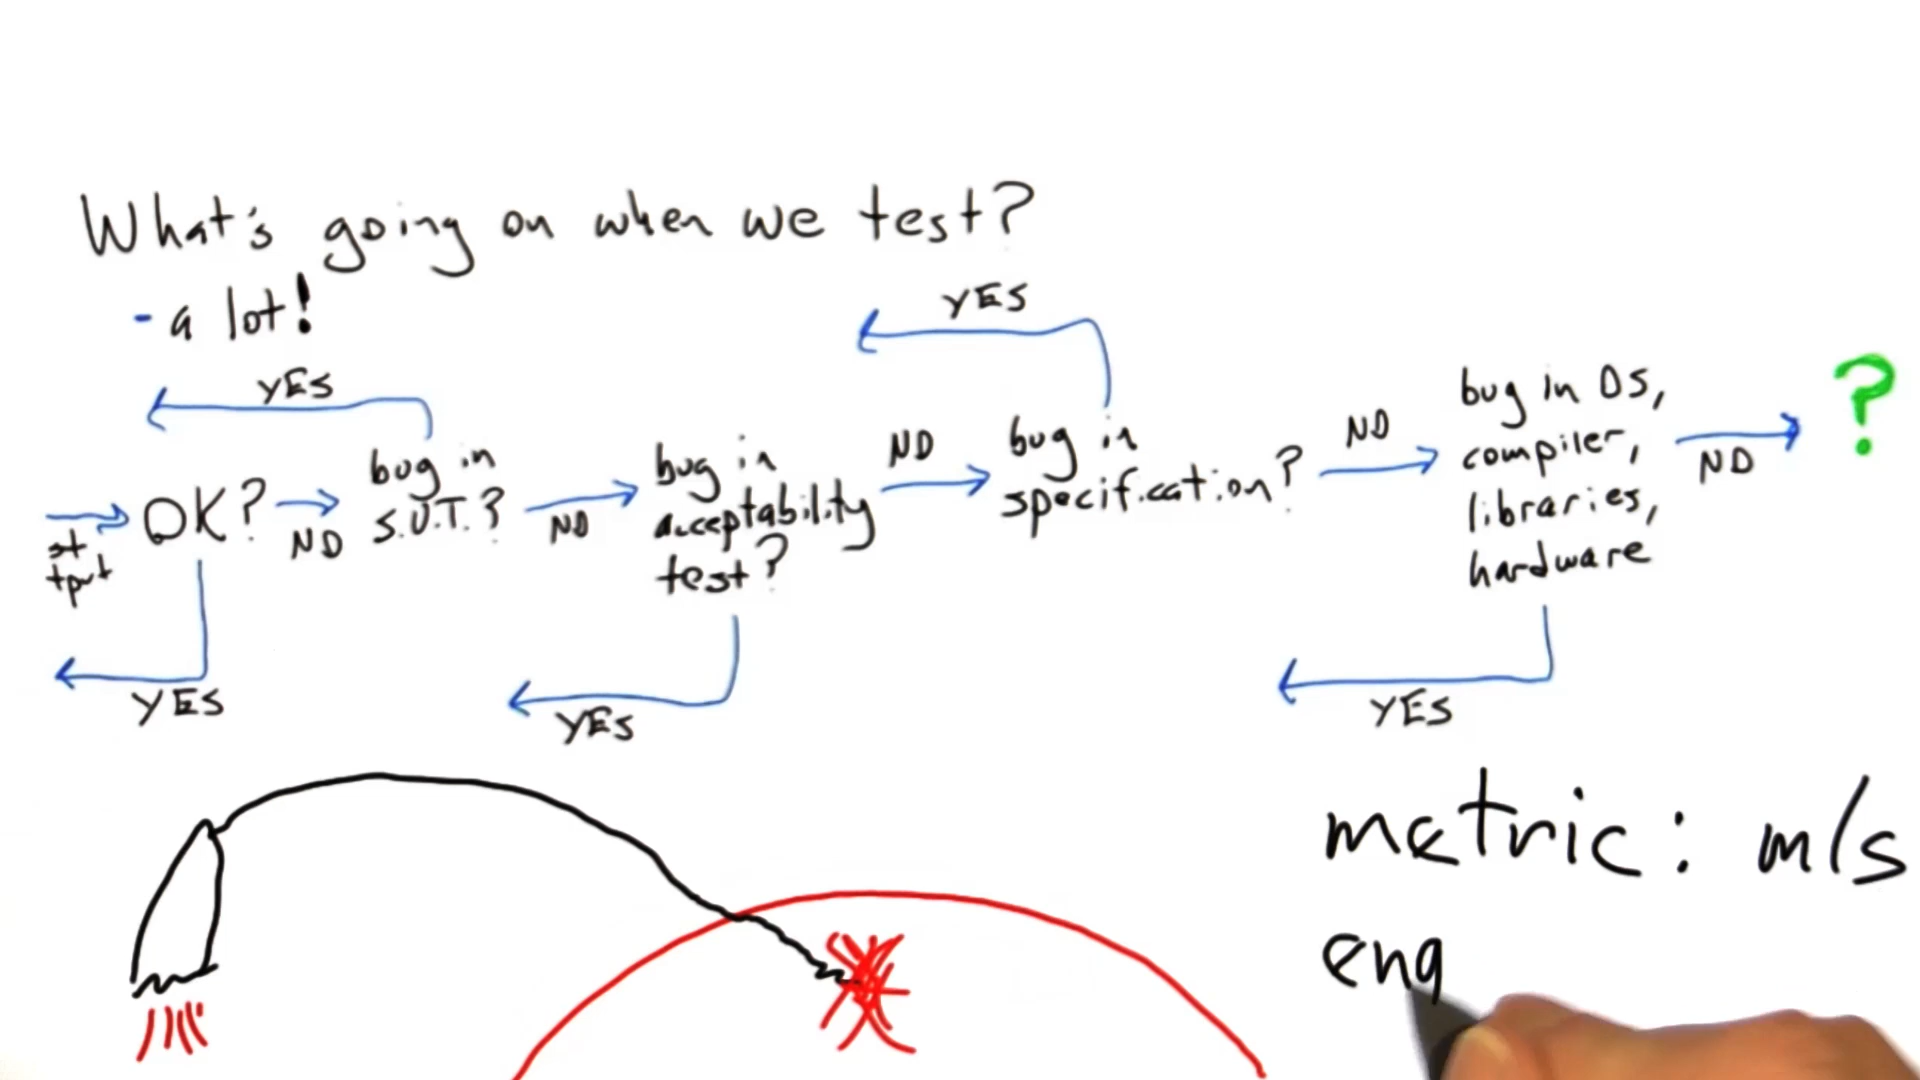 What's going on when we test?
- a lot!
YES
YES
OK?
NO
bug in
S.U.T.?
NO
bug in
acceptability
test?
NO
bug in
specification?
NO
bug in OS,
compiler,
libraries,
hardware
NO
?
YES
YES
YES
metric: m/s
eng